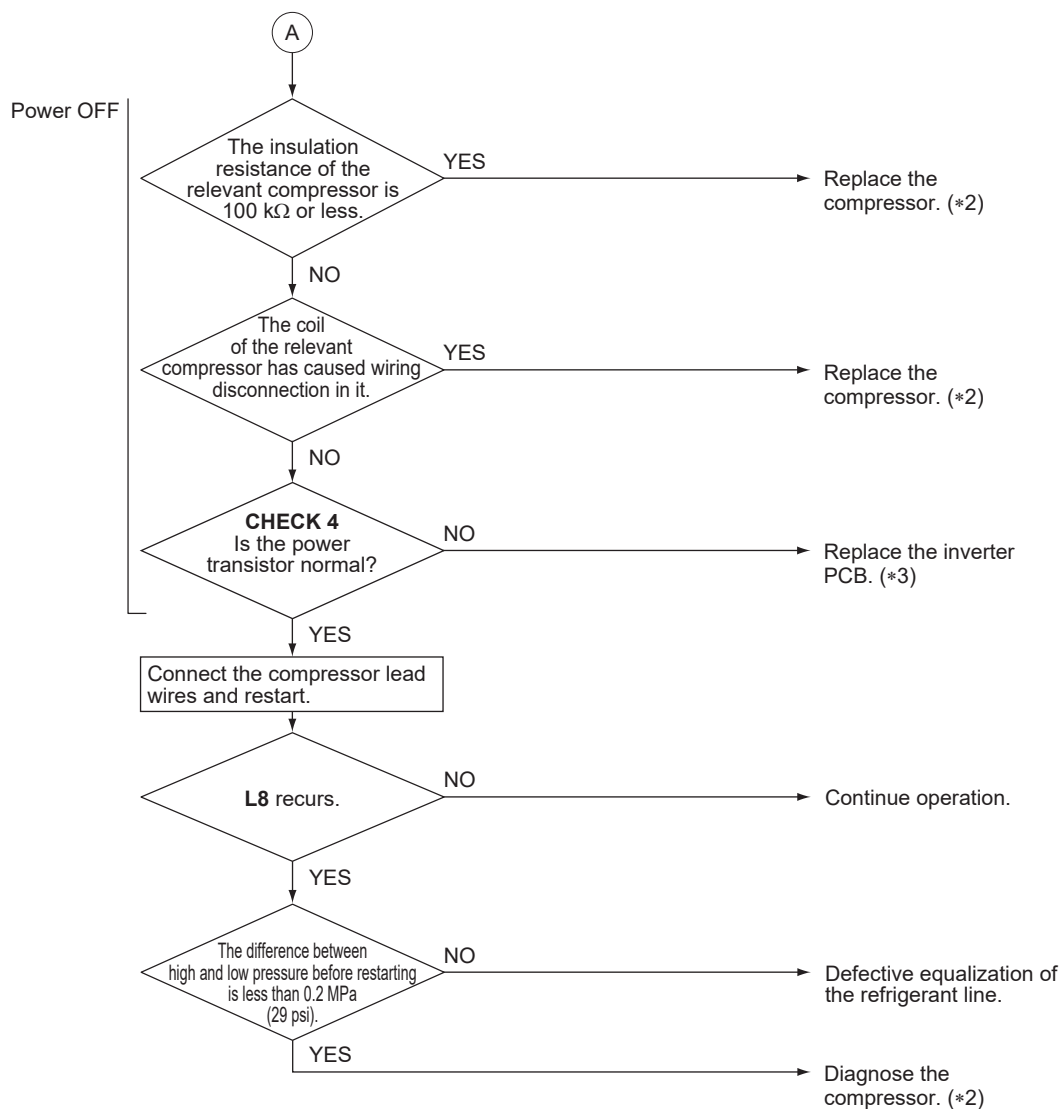 A
Power OFF
The insulation
resistance of the
relevant compressor is
100 kΩ or less.
YES
Replace the
compressor. (∗2)
NO
The coil
of the relevant
compressor has caused wiring
disconnection in it.
YES
Replace the
compressor. (∗2)
NO
CHECK 4
Is the power
transistor normal?
NO
Replace the inverter
PCB. (∗3)
YES
Connect the compressor lead
wires and restart.
L8 recurs.
NO
Continue operation.
YES
The difference between
high and low pressure before restarting
is less than 0.2 MPa
(29 psi).
NO
Defective equalization of
the refrigerant line.
YES
Diagnose the
compressor. (∗2)